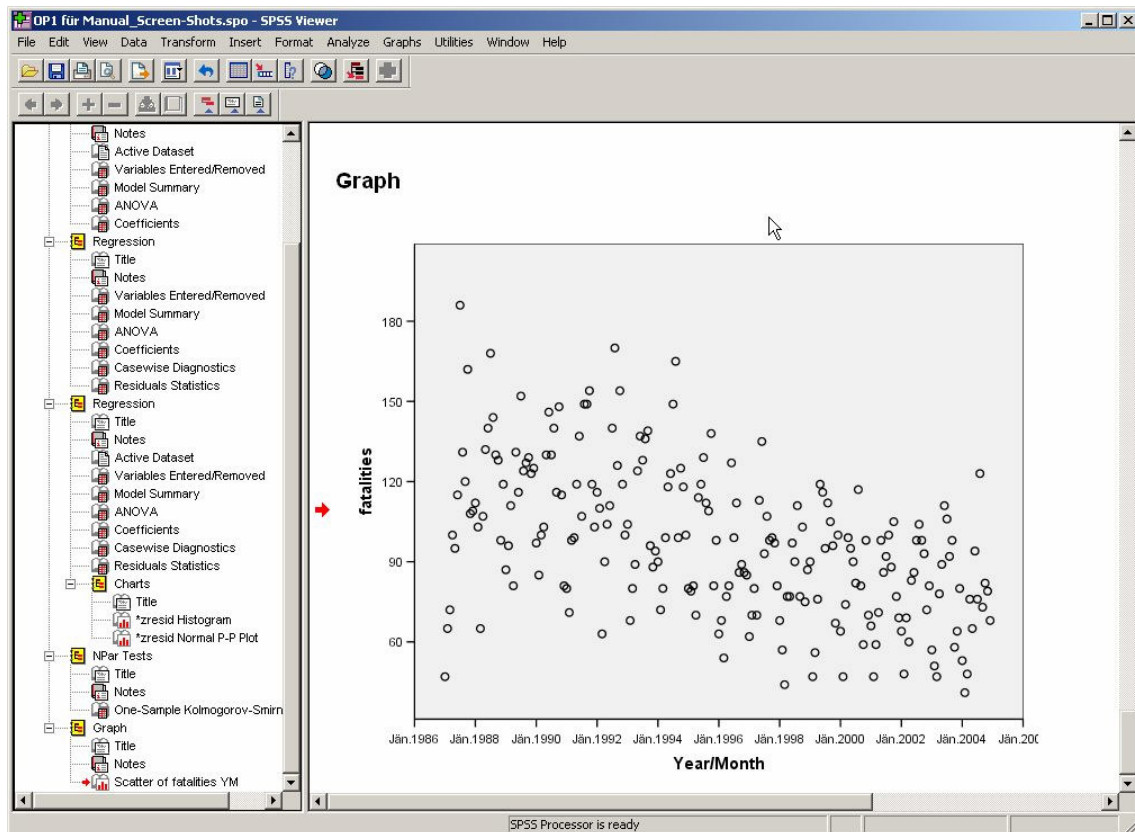 OP1 für Manual_Screen-Shots.spo - SPSS Viewer
File Edit View Data Transform Insert Format Analyze Graphs Utilities Window Help
Notes
Active Dataset
Variables Entered/Removed
Model Summary
ANOVA
Coefficients
Regression
Title
Notes
Variables Entered/Removed
Model Summary
ANOVA
Coefficients
Casewise Diagnostics
Residuals Statistics
Regression
Title
Notes
Active Dataset
Variables Entered/Removed
Model Summary
ANOVA
Coefficients
Casewise Diagnostics
Residuals Statistics
Charts
Title
*zresid Histogram
*zresid Normal P-P Plot
NPar Tests
Title
Notes
One-Sample Kolmogorov-Smirn
Graph
Title
Notes
Scatter of fatalities YM
Graph
180
150
120
90
60
fatalities
Jän.1986 Jän.1988 Jän.1990 Jän.1992 Jän.1994 Jän.1996 Jän.1998 Jän.2000 Jän.2002 Jän.2004 Jän.200
Year/Month
SPSS Processor is ready